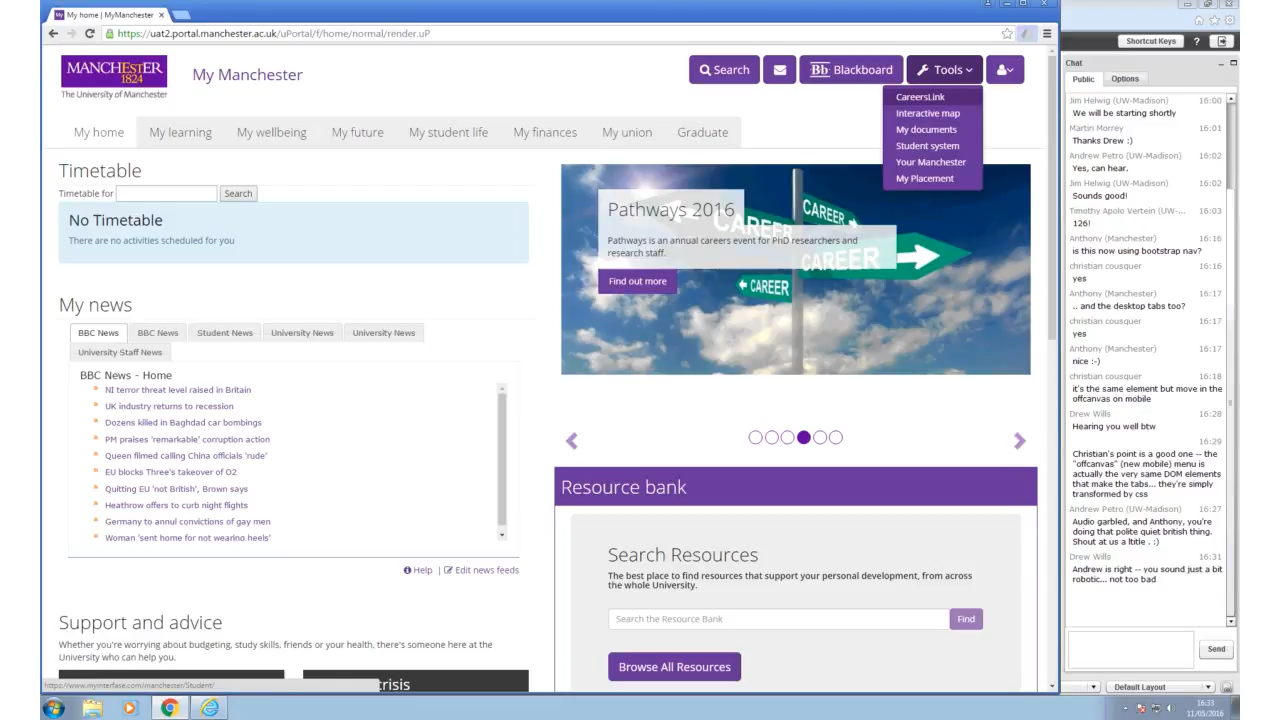 My home | MyManchester
https://uat2.portal.manchester.ac.uk/uPortal/f/home/normal/render.uP
MANCHESTER
1824
The University of Manchester
My Manchester
Search
Bb Blackboard
Tools
CareersLink
Interactive map
My documents
Student system
Your Manchester
My Placement
My home
My learning
My wellbeing
My future
My student life
My finances
My union
Graduate
Timetable
Timetable for
Search
No Timetable
There are no activities scheduled for you
My news
BBC News
BBC News
Student News
University News
University News
University Staff News
BBC News - Home
NI terror threat level raised in Britain
UK industry returns to recession
Dozens killed in Baghdad car bombings
PM praises 'remarkable' corruption action
Queen filmed calling China officials 'rude'
EU blocks Three's takeover of O2
Quitting EU 'not British', Brown says
Heathrow offers to curb night flights
Germany to annul convictions of gay men
Woman 'sent home for not wearing heels'
Help | Edit news feeds
Support and advice
Whether you're worrying about budgeting, study skills, friends or your health, there's someone here at the
University who can help you.
crisis
https://www.myinterfase.com/manchester/Student/
Pathways 2016
Pathways is an annual careers event for PhD researchers and
research staff.
Find out more
CAREER
CAREER
CAREER
CAREER
Resource bank
Search Resources
The best place to find resources that support your personal development, from across
the whole University.
Search the Resource Bank
Find
Browse All Resources
Shortcut Keys
?
Chat
Public
Options
Jim Helwig (UW-Madison) 16:00
We will be starting shortly
Martin Morrey 16:01
Thanks Drew :)
Andrew Petro (UW-Madison) 16:02
Yes, can hear.
Jim Helwig (UW-Madison) 16:02
Sounds good!
Timothy Apolo Vertein (UW-... 16:03
126!
Anthony (Manchester) 16:16
is this now using bootstrap nav?
christian cousquer 16:16
yes
Anthony (Manchester) 16:17
.. and the desktop tabs too?
christian cousquer 16:17
yes
Anthony (Manchester) 16:17
nice :-)
christian cousquer 16:18
it's the same element but move in the
offcanvas on mobile
Drew Wills 16:28
Hearing you well btw
16:29
Christian's point is a good one -- the
"offcanvas" (new mobile) menu is
actually the very same DOM elements
that make the tabs... they're simply
transformed by css
Andrew Petro (UW-Madison) 16:27
Audio garbled, and Anthony, you're
doing that polite quiet british thing.
Shout at us a ltitle . :)
Drew Wills 16:31
Andrew is right -- you sound just a bit
robotic... not too bad
Send
Default Layout
16:33
11/05/2016